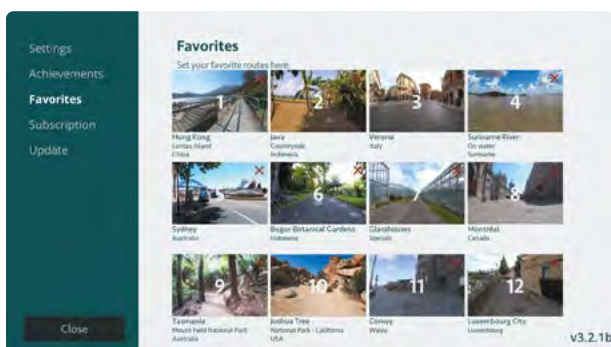 Settings
Achievements
Favorites
Subscription
Update
Close
Favorites
Set your favorite routes here:
1
2
3
4
Hong Kong
Lantau Island
China
Java
Countryside
Indonesia
Verona
Italy
Suriname River
On water
Suriname
5
6
7
8
Sydney
Australia
Bogor Botanical Gardens
Indonesia
Glasshouses
Specials
Montréal
Canada
9
10
11
12
Tasmania
Mount Field National Park
Australia
Joshua Tree
National Park - California
USA
Conwy
Wales
Luxembourg City
Luxembourg
v3.2.1b